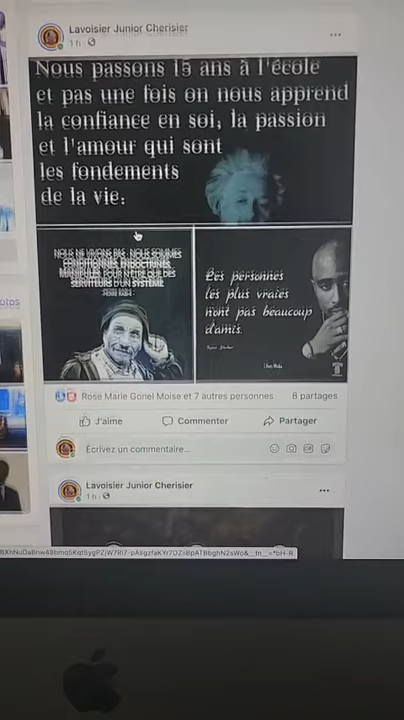 Lavoisier Junior Cherisier
1 h
Nous passons 15 ans à l'école
et pas une fois on nous apprend
la confiance en soi, la passion
et l'amour qui sont
les fondements
de la vie.
NOUS NE VIVONS PAS, NOUS SOMMES
CONDITIONNÉS, ENDOCTRINÉS,
MANIPULÉS POUR N'ÊTRE QUE DES
SERVITEURS D'UN SYSTÈME
Les personnes
les plus vraies
n'ont pas beaucoup
d'amis.
otos
Rose Marie Gonel Moise et 7 autres personnes 8 partages
J'aime Commenter Partager
Écrivez un commentaire...
Lavoisier Junior Cherisier
1 h